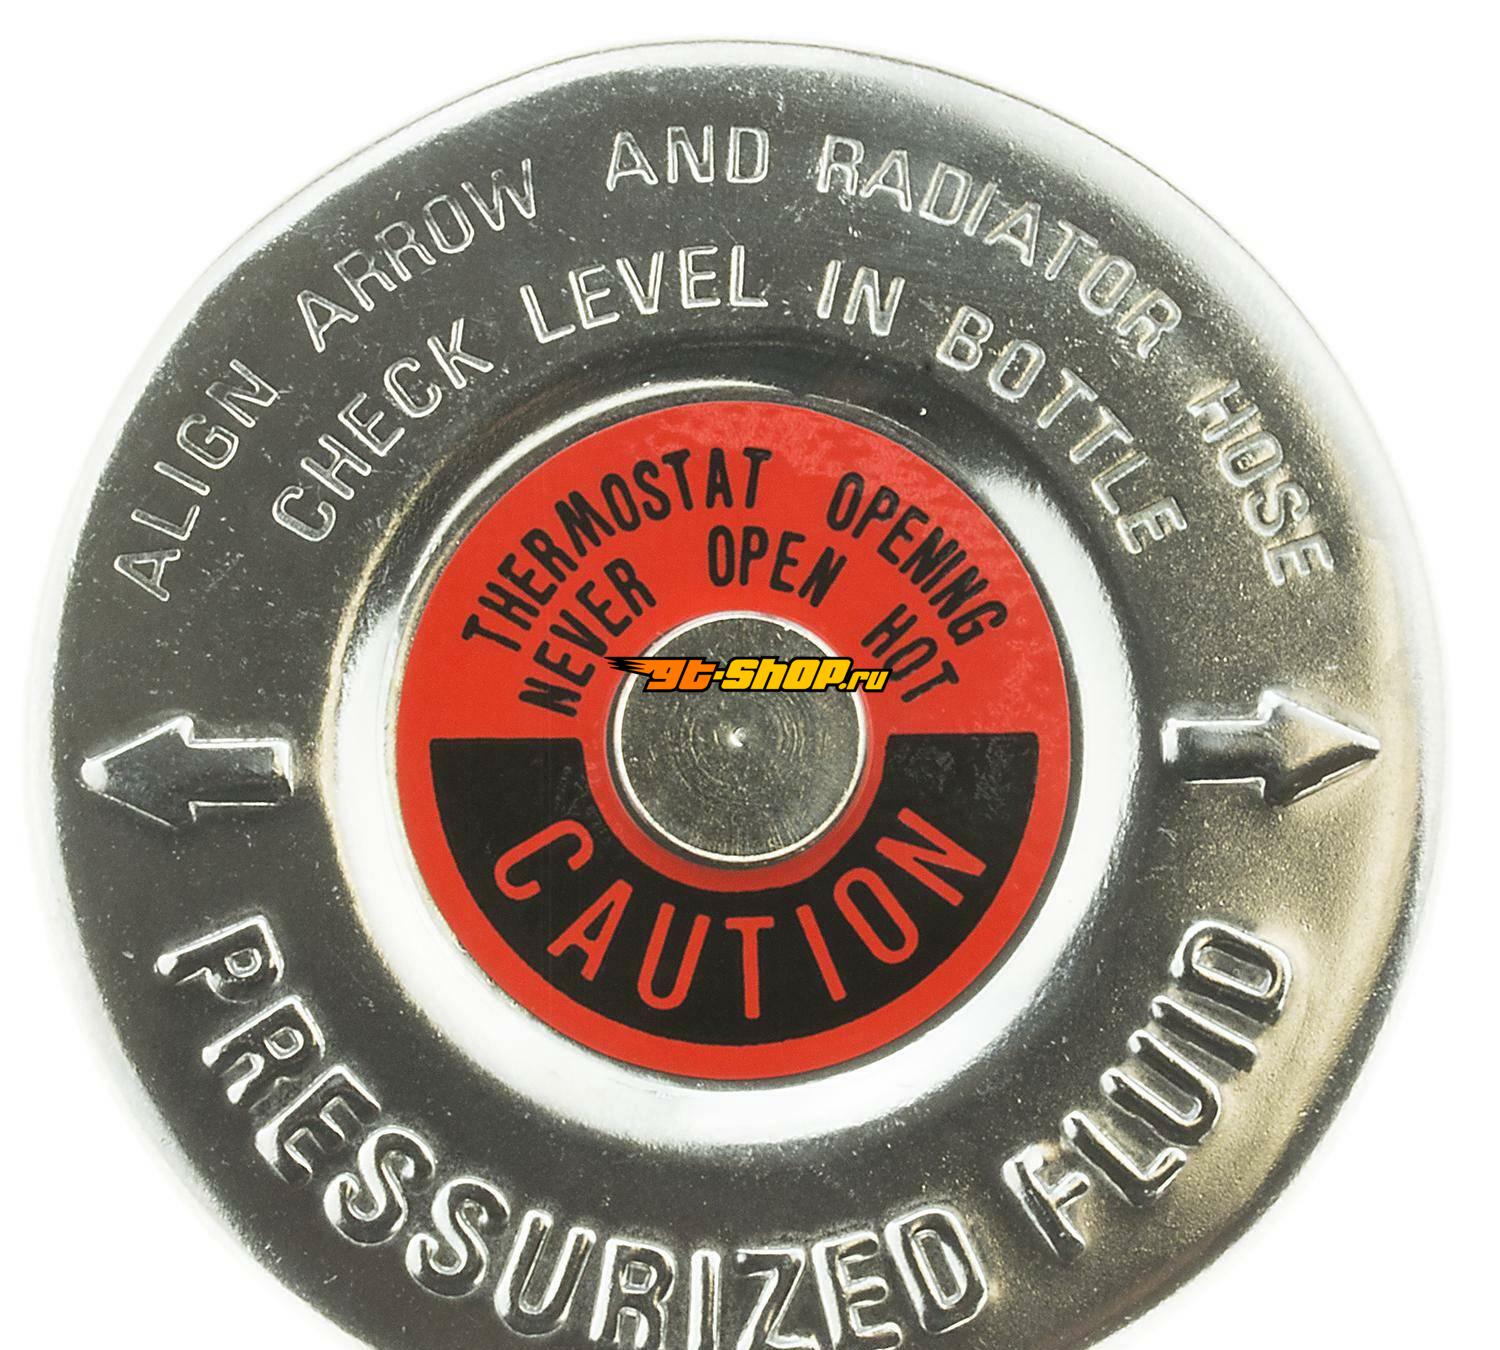 ALIGN ARROW AND RADIATOR HOSE
CHECK LEVEL IN BOTTLE
THERMOSTAT OPENING
NEVER OPEN HOT
gt-shop.ru
CAUTION
PRESSURIZED FLUID